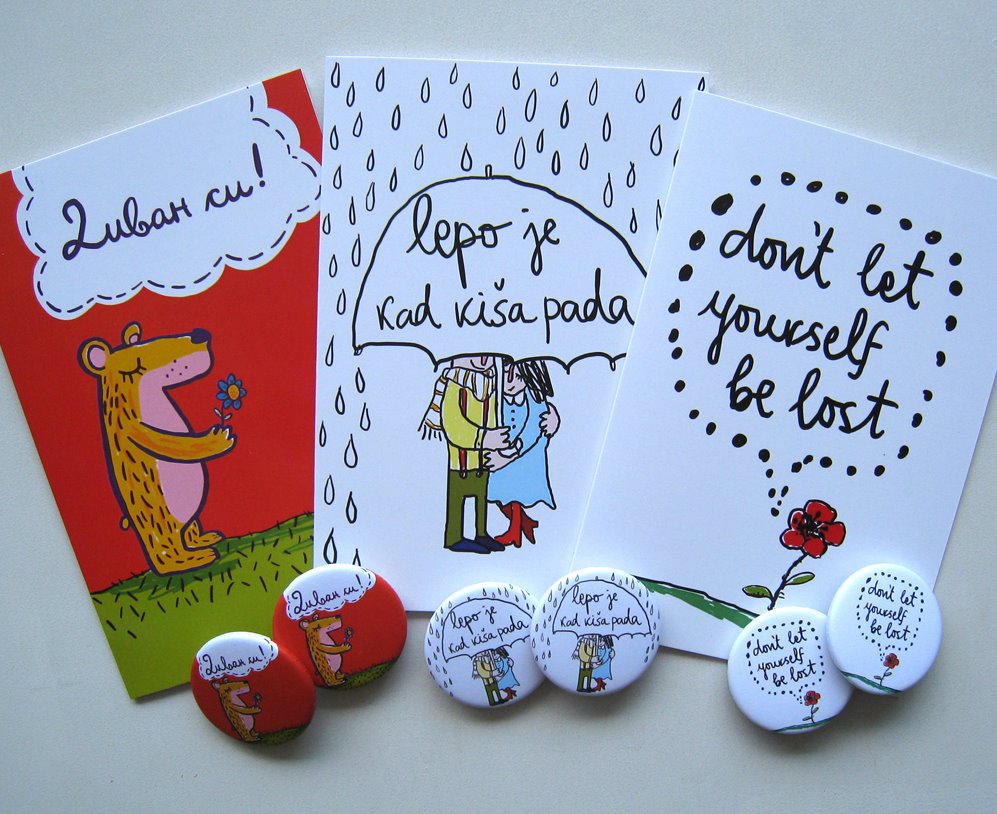 Диван си!
lepo je
kad kiša pada
don't let
yourself
be lost
Диван си!
Диван си!
lepo je
kad kiša pada
lepo je
kad kiša pada
don't let
yourself
be lost
don't let
yourself
be lost